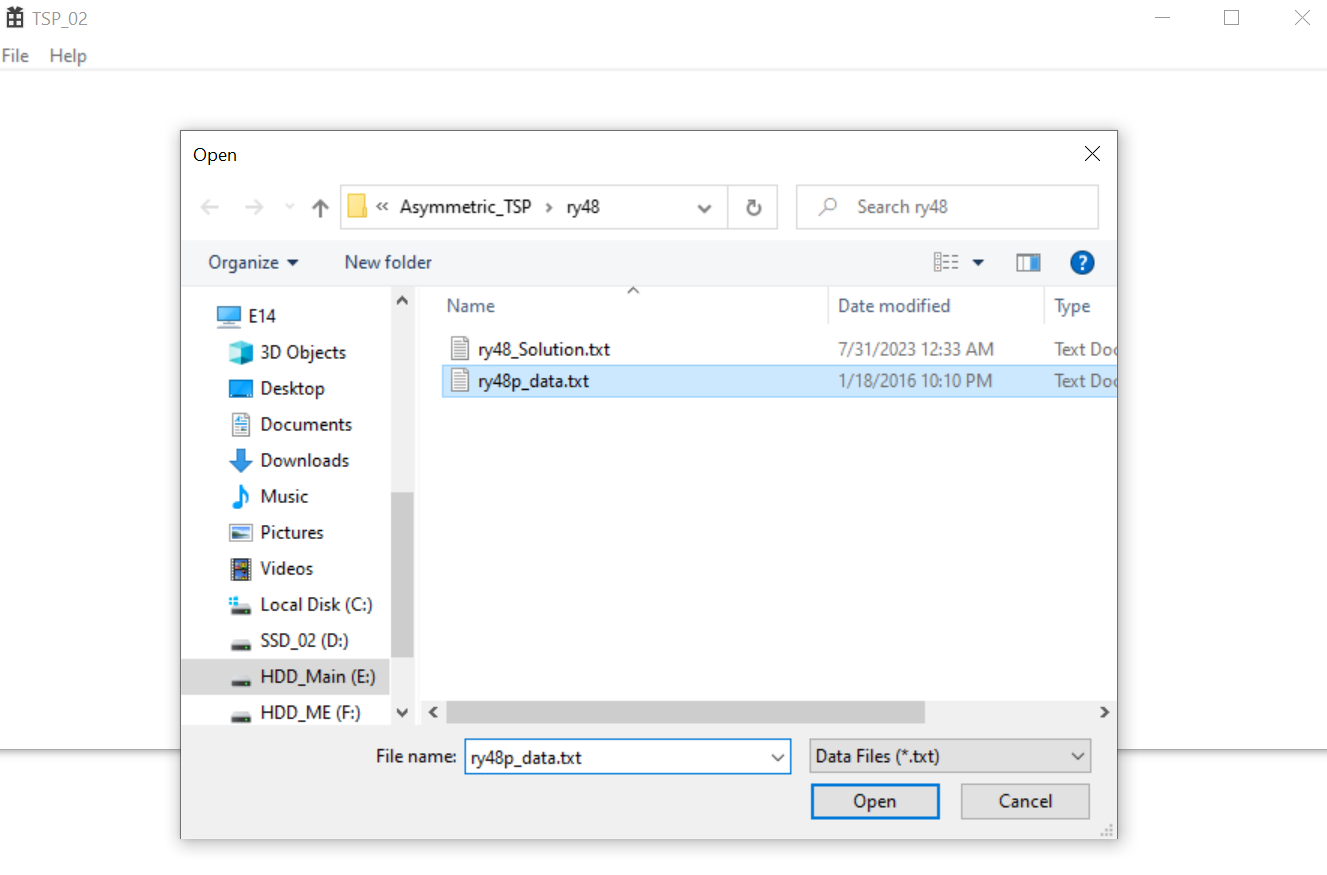 TSP_02
File Help
Open
« Asymmetric_TSP › ry48
Search ry48
Organize
New folder
?
E14
3D Objects
Desktop
Documents
Downloads
Music
Pictures
Videos
Local Disk (C:)
SSD_02 (D:)
HDD_Main (E:)
HDD_ME (F:)
Name Date modified Type
ry48_Solution.txt 7/31/2023 12:33 AM Text Doc
ry48p_data.txt 1/18/2016 10:10 PM Text Doc
File name: ry48p_data.txt Data Files (*.txt)
Open Cancel